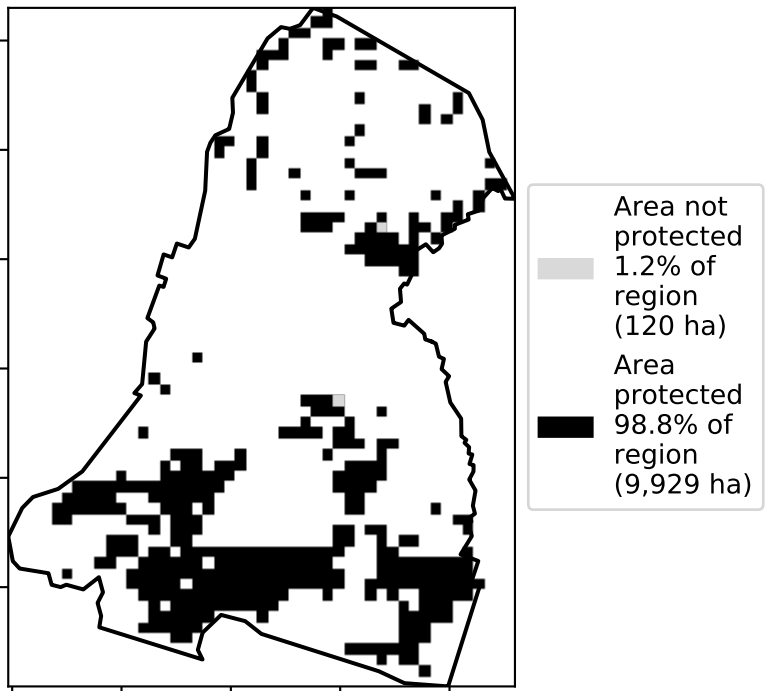 Area not
protected
1.2% of
region
(120 ha)
Area
protected
98.8% of
region
(9,929 ha)